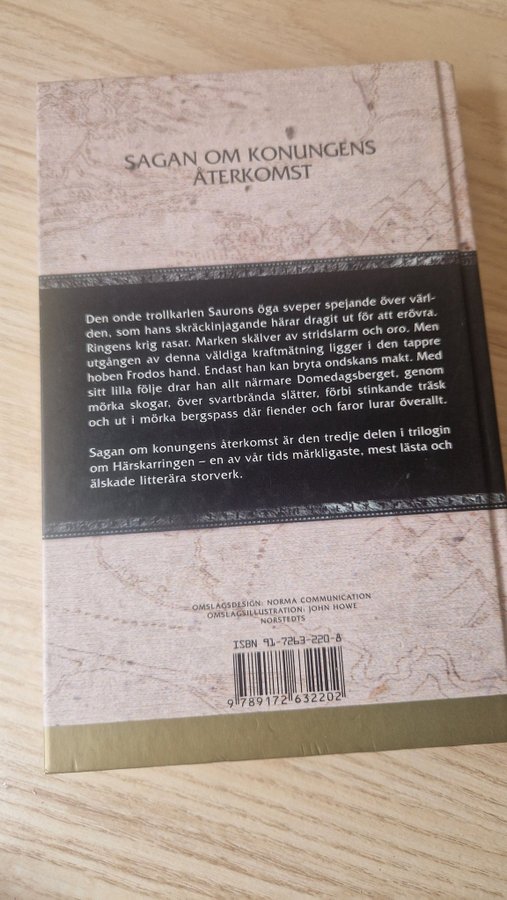 SAGAN OM KONUNGENS
ÅTERKOMST
Den onde trollkarlen Saurons öga sveper spejande över värl-
den, som hans skräckinjagande härar dragit ut för att erövra.
Ringens krig rasar. Marken skälver av stridslarm och oro. Men
utgången av denna väldiga kraftmätning ligger i den tappre
hoben Frodos hand. Endast han kan bryta ondskans makt. Med
sitt lilla följe drar han allt närmare Domedagsberget, genom
mörka skogar, över svartbrända slätter, förbi stinkande träsk
och ut i mörka bergspass där fiender och faror lurar överallt.
Sagan om konungens återkomst är den tredje delen i trilogin
om Härskarringen – en av vår tids märkligaste, mest lästa och
älskade litterära storverk.
OMSLAGSDESIGN: NORMA COMMUNICATION
OMSLAGSILLUSTRATION: JOHN HOWE
NORSTEDTS
ISBN 91-7263-220-8
9 789172 632202